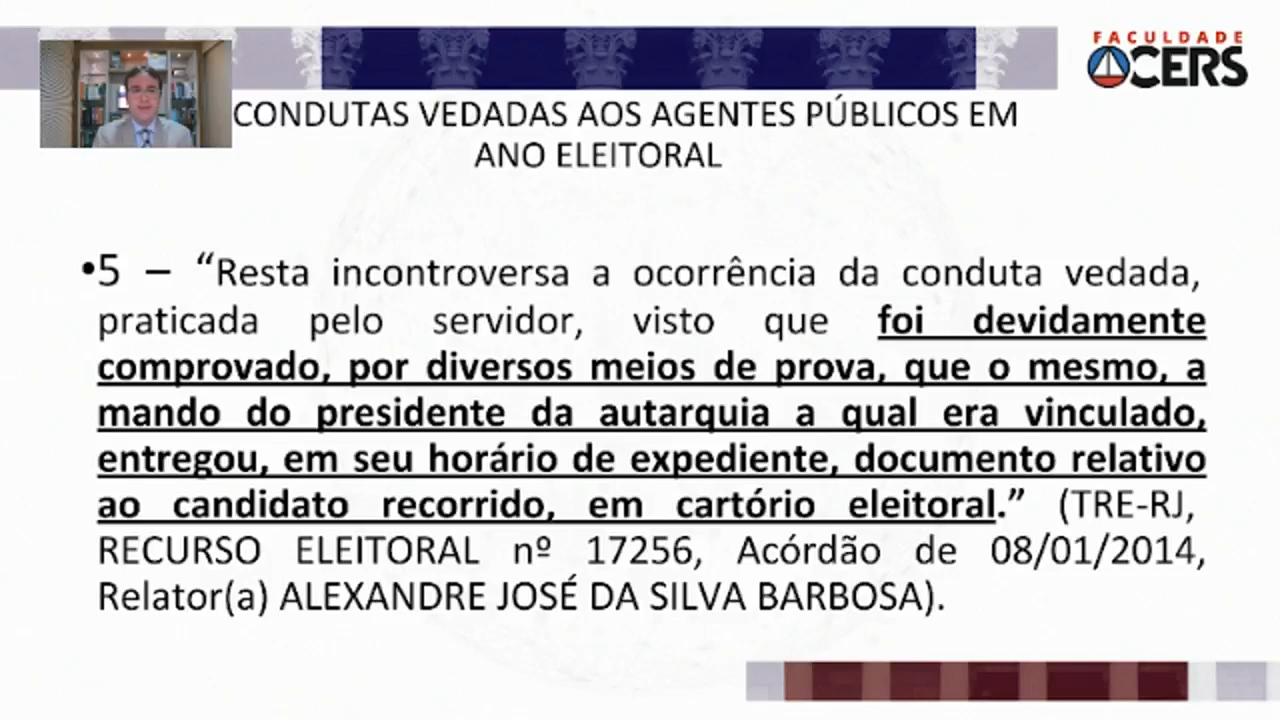 FACULDADE
CERS
CONDUTAS VEDADAS AOS AGENTES PÚBLICOS EM
ANO ELEITORAL
•5 – “Resta incontroversa a ocorrência da conduta vedada,
praticada pelo servidor, visto que foi devidamente
comprovado, por diversos meios de prova, que o mesmo, a
mando do presidente da autarquia a qual era vinculado,
entregou, em seu horário de expediente, documento relativo
ao candidato recorrido, em cartório eleitoral.” (TRE-RJ,
RECURSO ELEITORAL nº 17256, Acórdão de 08/01/2014,
Relator(a) ALEXANDRE JOSÉ DA SILVA BARBOSA).